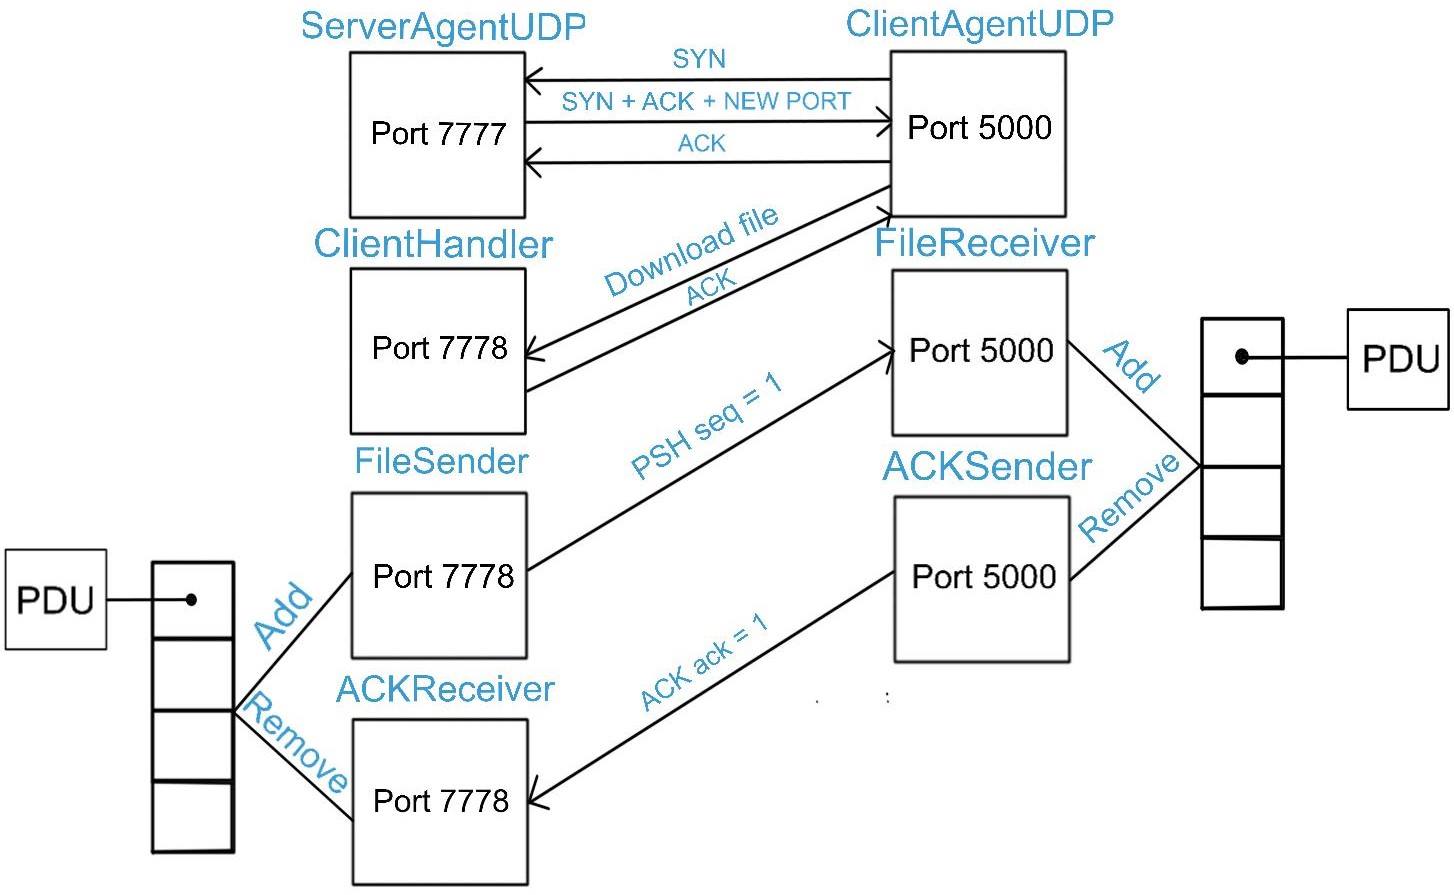 ServerAgentUDP
ClientAgentUDP
SYN
SYN + ACK + NEW PORT
ACK
Port 7777
Port 5000
Download file
ACK
ClientHandler
FileReceiver
Port 7778
Port 5000
Add
PDU
PSH seq = 1
FileSender
ACKSender
Remove
Port 7778
Port 5000
PDU
Add
ACK ack = 1
ACKReceiver
Remove
Port 7778